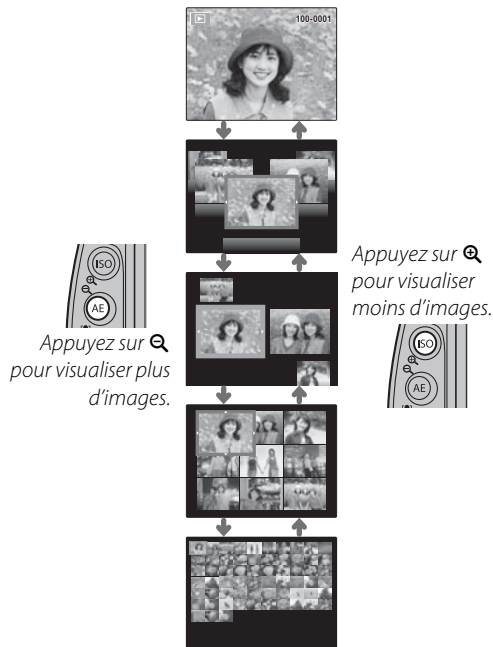 100-0001
ISO
AE
Appuyez sur
pour visualiser plus
d’images.
Appuyez sur
pour visualiser
moins d’images.
ISO
AE